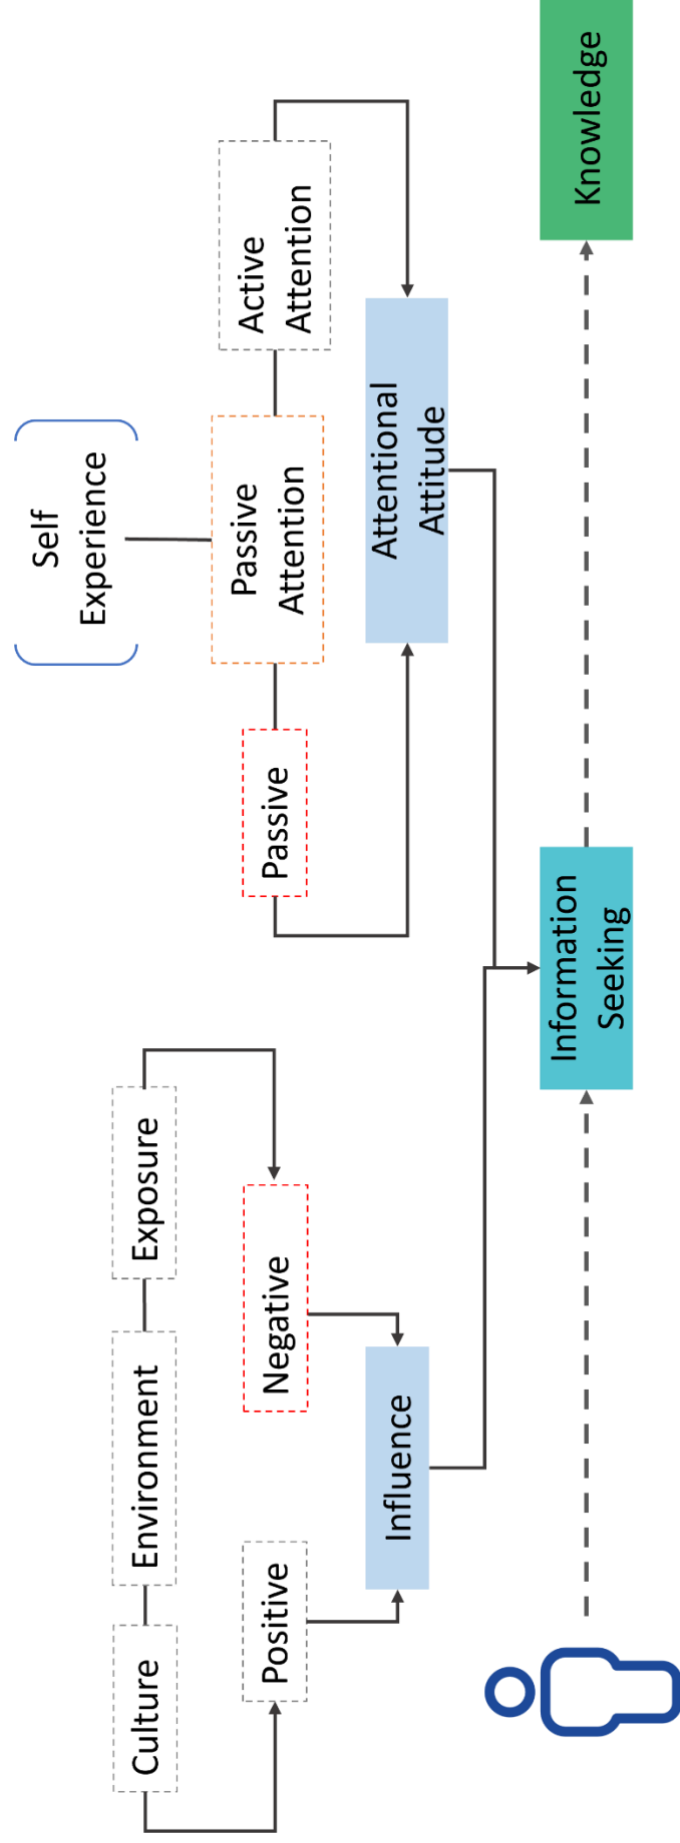 Self
Experience
Culture
Environment
Exposure
Passive
Passive
Attention
Active
Attention
Positive
Negative
Influence
Attentional
Attitude
Information
Seeking
Knowledge